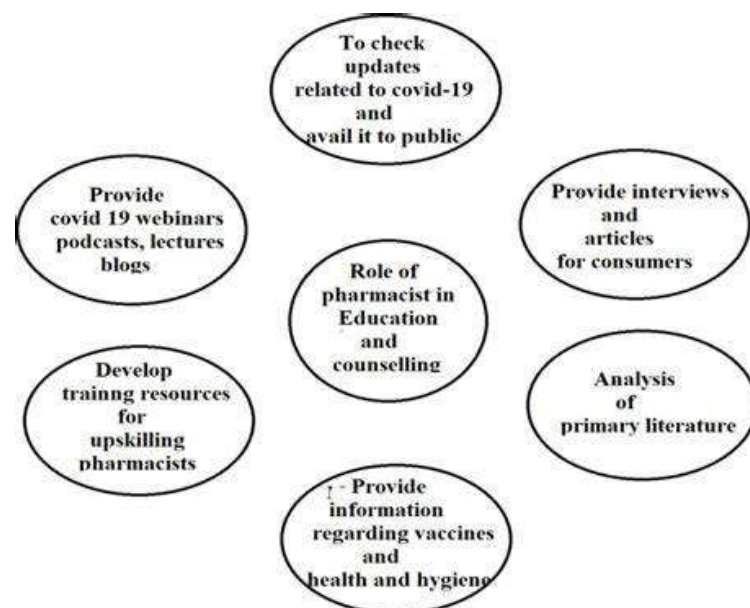 To check
updates
related to covid-19
and
avail it to public
Provide
covid 19 webinars
podcasts, lectures
blogs
Provide interviews
and
articles
for consumers
Role of
pharmacist in
Education
and
counselling
Develop
trainng resources
for
upskilling
pharmacists
Analysis
of
primary literature
Provide
information
regarding vaccines
and
health and hygiene